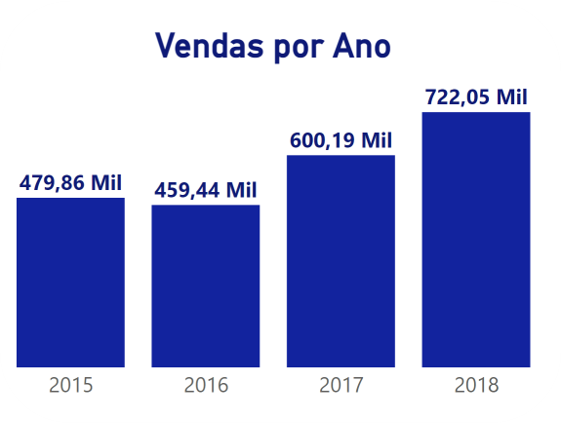 Vendas por Ano
722,05 Mil
600,19 Mil
479,86 Mil
459,44 Mil
2015 2016 2017 2018